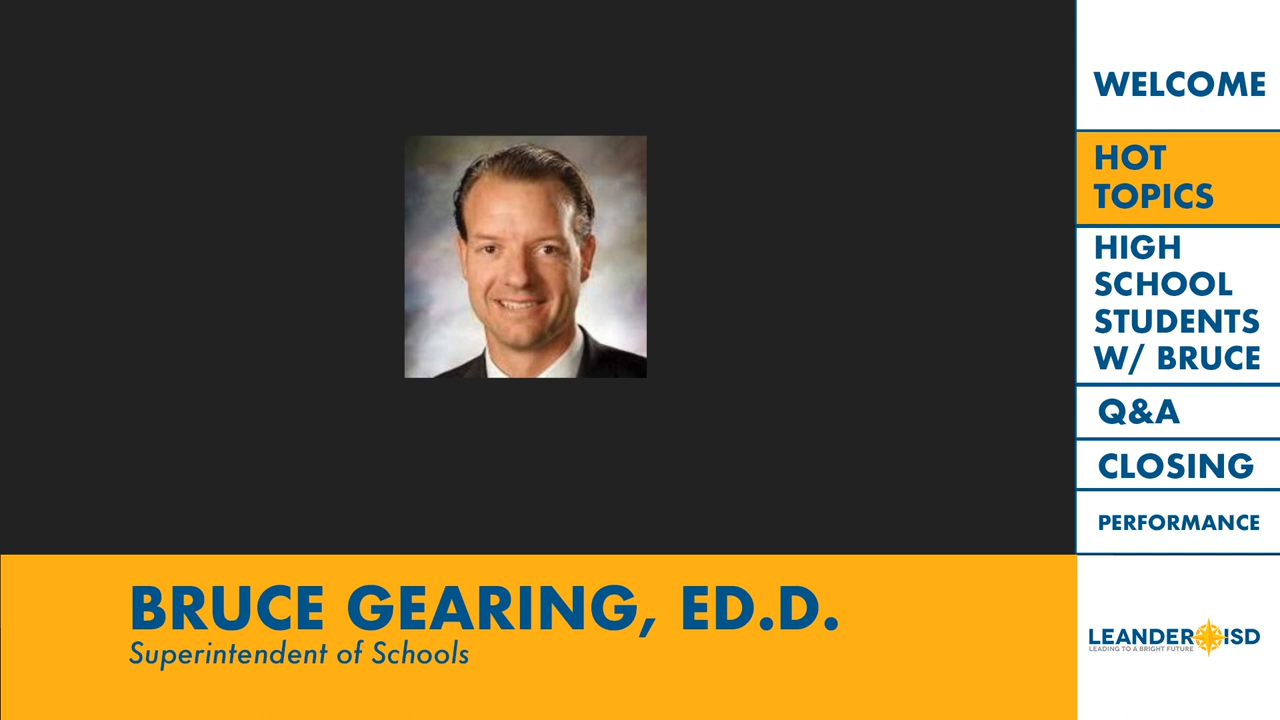 WELCOME
HOT
TOPICS
HIGH
SCHOOL
STUDENTS
W/ BRUCE
Q&A
CLOSING
PERFORMANCE
BRUCE GEARING, ED.D.
Superintendent of Schools
LEANDER ISD
LEADING TO A BRIGHT FUTURE